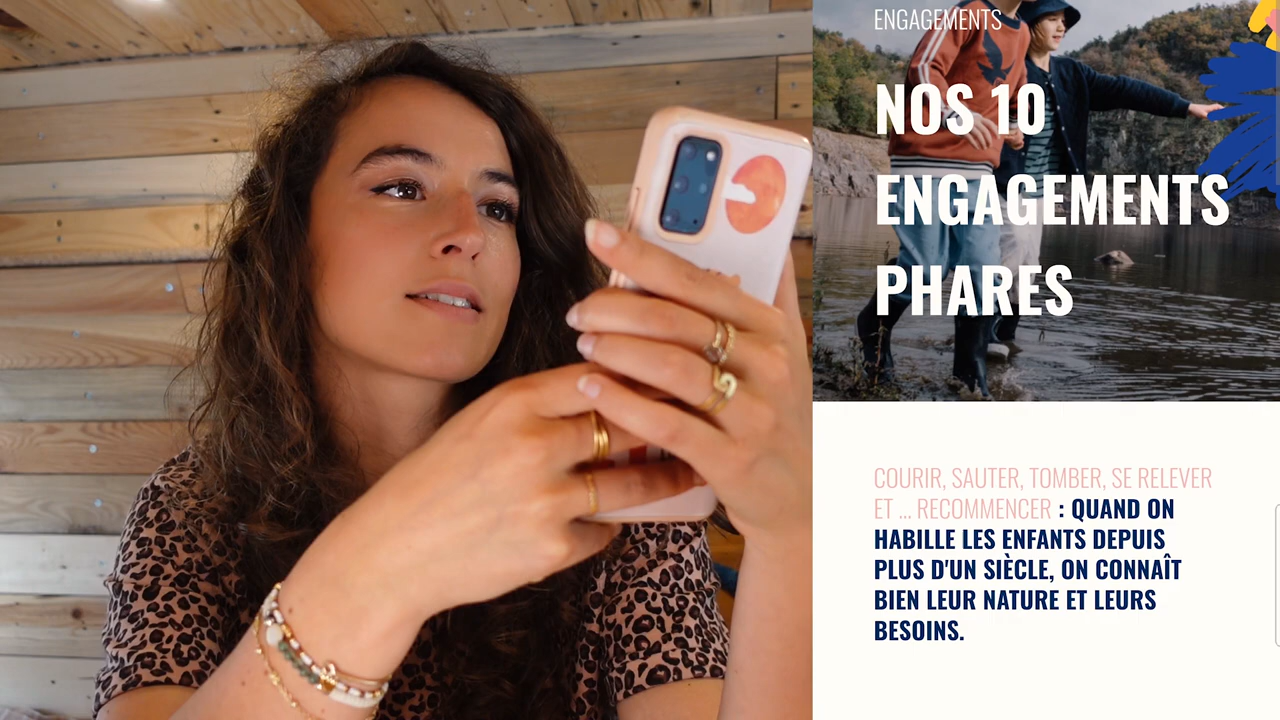 ENGAGEMENTS
NOS 10
ENGAGEMENTS
PHARES
COURIR, SAUTER, TOMBER, SE RELEVER
ET ... RECOMMENCER : QUAND ON
HABILLE LES ENFANTS DEPUIS
PLUS D'UN SIÈCLE, ON CONNAÎT
BIEN LEUR NATURE ET LEURS
BESOINS.